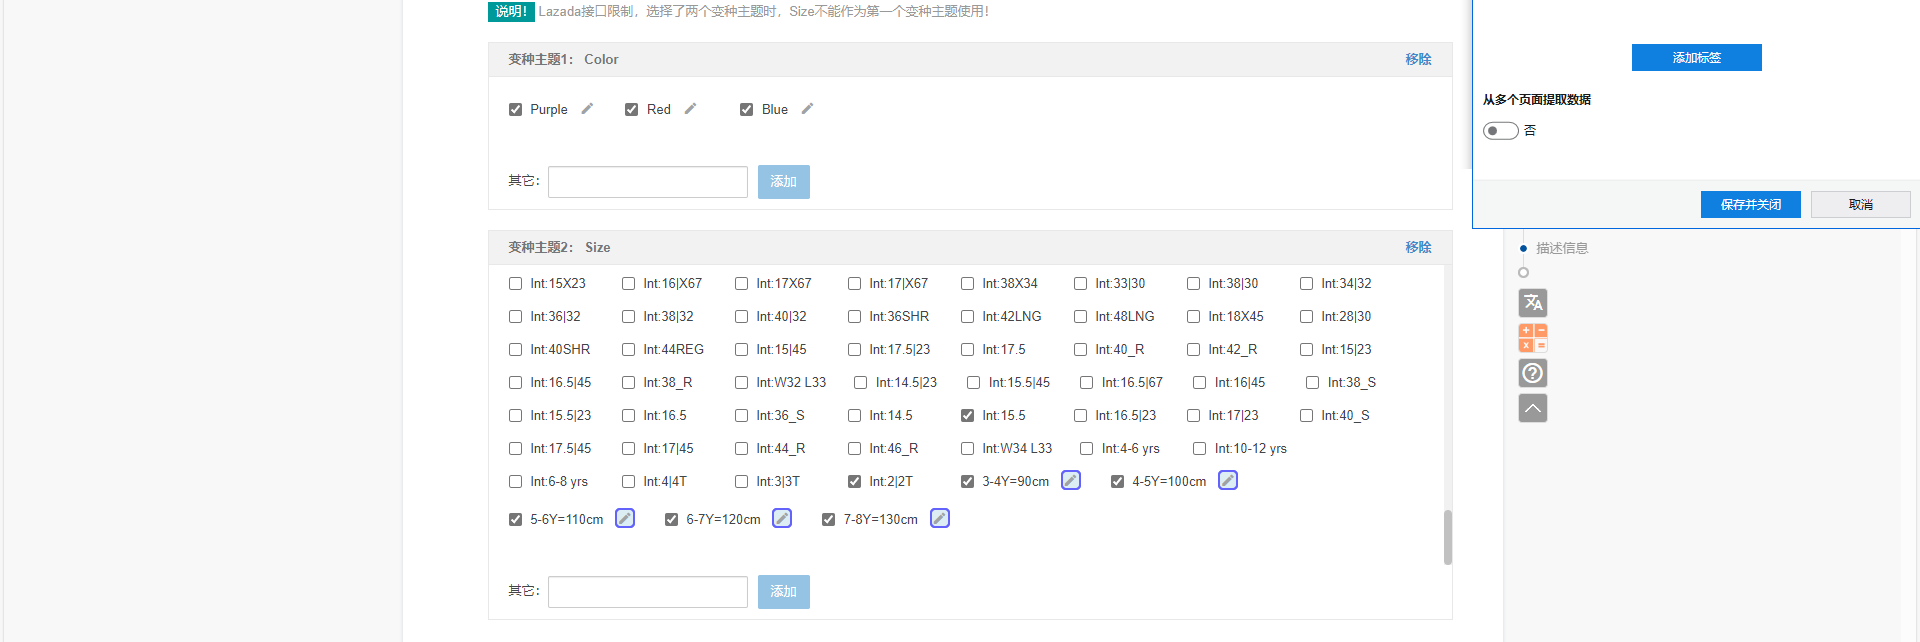 说明！ Lazada接口限制，选择了两个变种主题时，Size不能作为第一个变种主题使用！
变种主题1： Color 移除
Purple Red Blue
其它： 添加
变种主题2： Size 移除
Int:15X23 Int:16|X67 Int:17X67 Int:17|X67 Int:38X34 Int:33|30 Int:38|30 Int:34|32
Int:36|32 Int:38|32 Int:40|32 Int:36SHR Int:42LNG Int:48LNG Int:18X45 Int:28|30
Int:40SHR Int:44REG Int:15|45 Int:17.5|23 Int:17.5 Int:40_R Int:42_R Int:15|23
Int:16.5|45 Int:38_R Int:W32 L33 Int:14.5|23 Int:15.5|45 Int:16.5|67 Int:16|45 Int:38_S
Int:15.5|23 Int:16.5 Int:36_S Int:14.5 Int:15.5 Int:16.5|23 Int:17|23 Int:40_S
Int:17.5|45 Int:17|45 Int:44_R Int:46_R Int:W34 L33 Int:4-6 yrs Int:10-12 yrs
Int:6-8 yrs Int:4|4T Int:3|3T Int:2|2T 3-4Y=90cm 4-5Y=100cm
5-6Y=110cm 6-7Y=120cm 7-8Y=130cm
其它： 添加
添加标签
从多个页面提取数据
否
保存并关闭 取消
描述信息